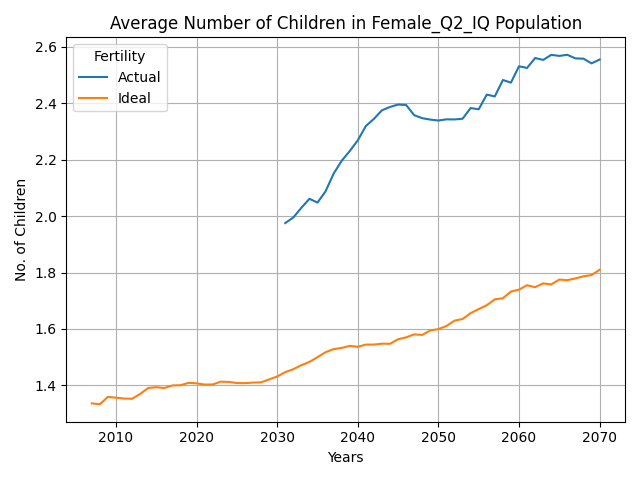 Average Number of Children in Female_Q2_IQ Population
Fertility
Actual
Ideal
No. of Children
2.6
2.4
2.2
2.0
1.8
1.6
1.4
2010 2020 2030 2040 2050 2060 2070
Years